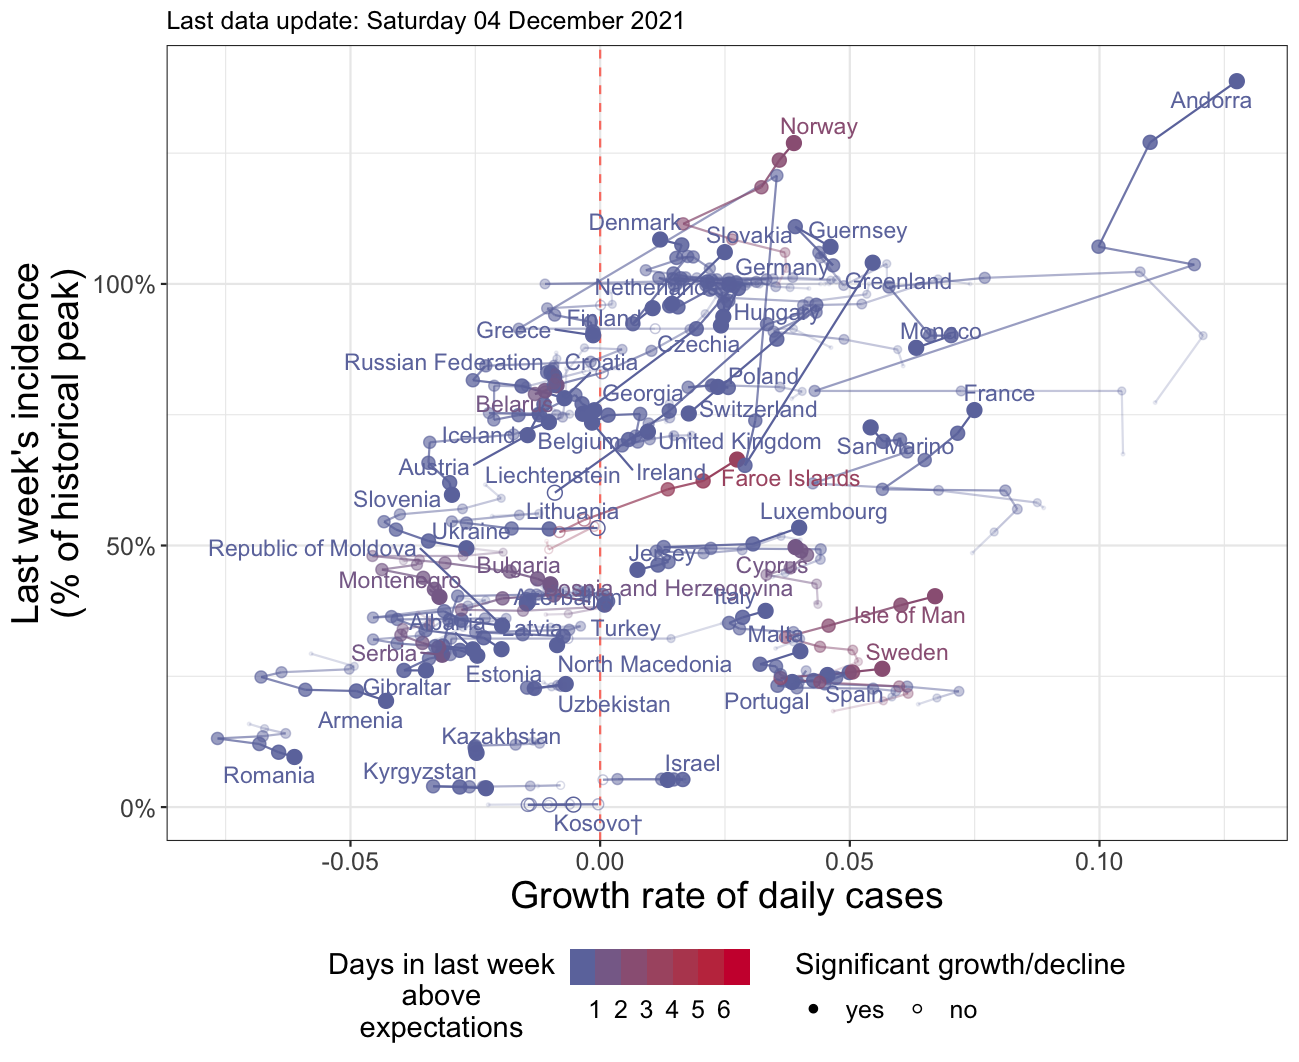 Last data update: Saturday 04 December 2021
Last week's incidence
(% of historical peak)
100%
50%
0%
Andorra
Norway
Denmark
Slovakia
Guernsey
Germany
Greenland
Netherlands
Hungary
Finland
Greece
Monaco
Czechia
Russian Federation
Croatia
Poland
Georgia
France
Belarus
Switzerland
Iceland
Belgium
United Kingdom
San Marino
Austria
Liechtenstein
Ireland
Faroe Islands
Slovenia
Lithuania
Luxembourg
Ukraine
Republic of Moldova
Jersey
Bulgaria
Cyprus
Montenegro
Bosnia and Herzegovina
Azerbaijan
Italy
Isle of Man
Albania
Latvia
Turkey
Malta
Serbia
Sweden
North Macedonia
Estonia
Gibraltar
Portugal
Spain
Uzbekistan
Armenia
Kazakhstan
Romania
Kyrgyzstan
Israel
Kosovo†
-0.05
0.00
0.05
0.10
Growth rate of daily cases
Days in last week
above
expectations
1 2 3 4 5 6
Significant growth/decline
yes
no